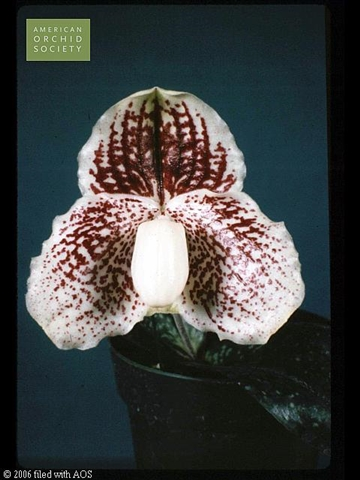 AMERICAN
ORCHID
SOCIETY
© 2006 filed with AOS